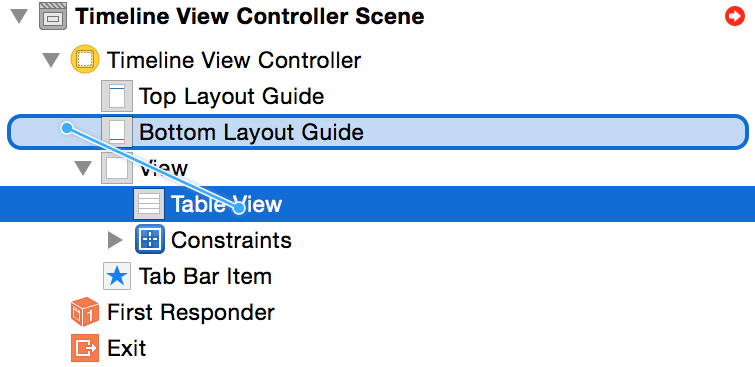 Timeline View Controller Scene
Timeline View Controller
Top Layout Guide
Bottom Layout Guide
View
Table View
Constraints
Tab Bar Item
1
First Responder
Exit